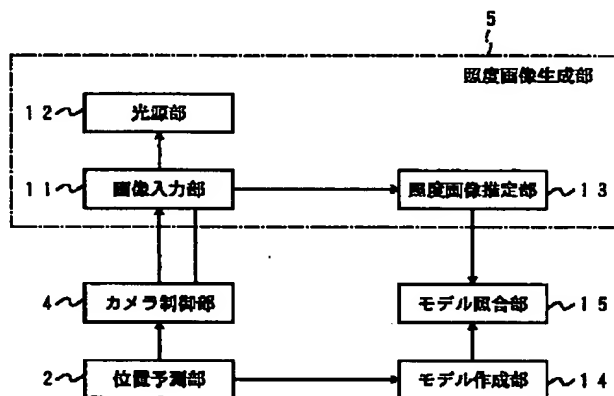 5
照度画像生成部
12 光源部
11 画像入力部 照度画像推定部 13
4 カメラ制御部 モデル照合部 15
2 位置予測部 モデル作成部 14